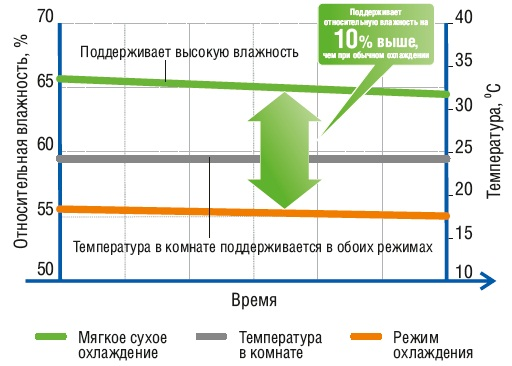 Поддерживает
относительную влажность на
10% выше,
чем при обычном охлаждении
70
65
60
55
50
Относительная влажность, %
Поддерживает высокую влажность
Температура в комнате поддерживается в обоих режимах
40
35
30
25
20
15
10
Температура, °C
Время
Мягкое сухое
охлаждение
Температура
в комнате
Режим
охлаждения